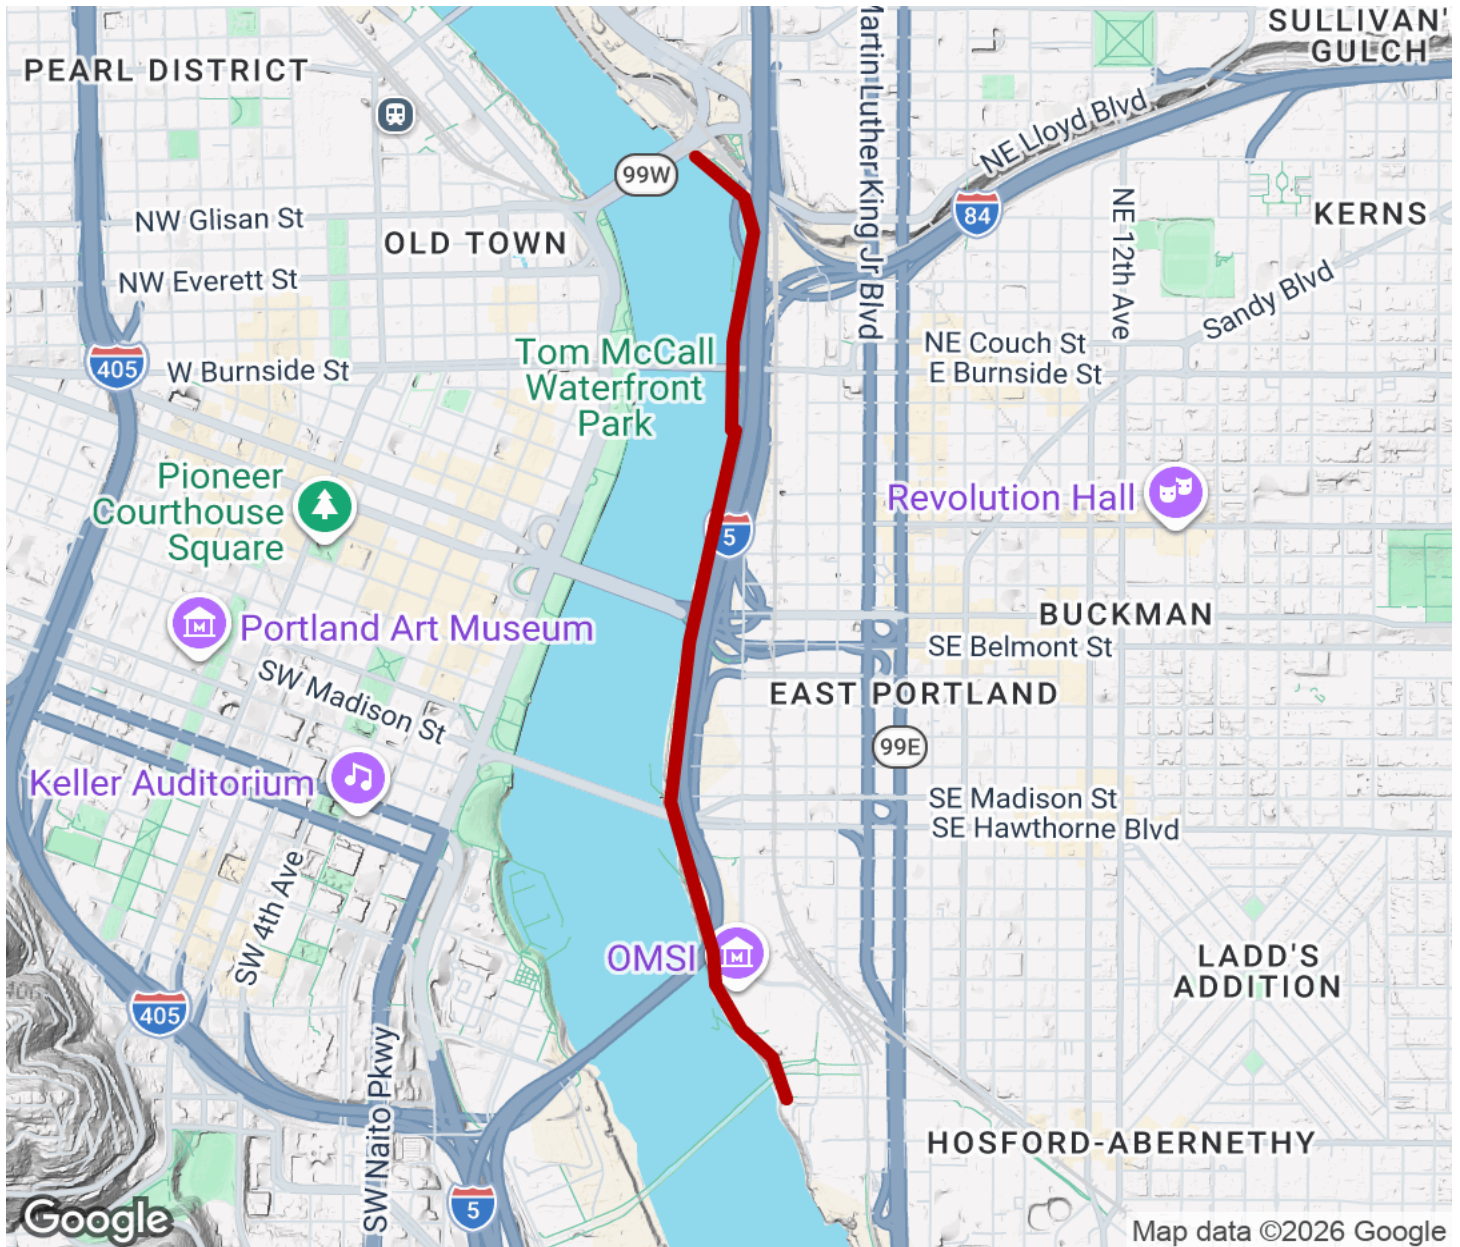 SULLIVAN'
GULCH
PEARL DISTRICT
Martin Luther King Jr Blvd
NE Lloyd Blvd
99W
84
NE 12th Ave
KERNS
NW Glisan St
OLD TOWN
NW Everett St
Sandy Blvd
Tom McCall
Waterfront
Park
NE Couch St
E Burnside St
405
W Burnside St
Pioneer
Courthouse
Square
Revolution Hall
5
BUCKMAN
Portland Art Museum
SE Belmont St
SW Madison St
EAST PORTLAND
99E
Keller Auditorium
SE Madison St
SE Hawthorne Blvd
SW 4th Ave
OMSI
LADD'S
ADDITION
405
SW Naito Pkwy
HOSFORD-ABERNETHY
5
Google
Map data ©2026 Google